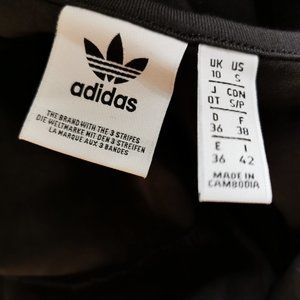 adidas
THE BRAND WITH THE 3 STRIPES
DIE WELTMARKE MIT DEN 3 STREIFEN
LA MARQUE AUX 3 BANDES
UK US
10 S
J CDN
OT S/P
D F
36 38
E I
36 42
MADE IN
CAMBODIA